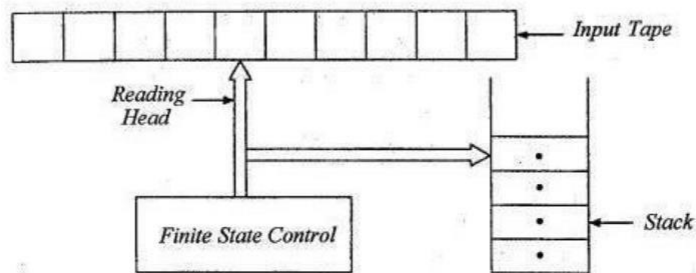 Input Tape
Reading
Head
Finite State Control
Stack